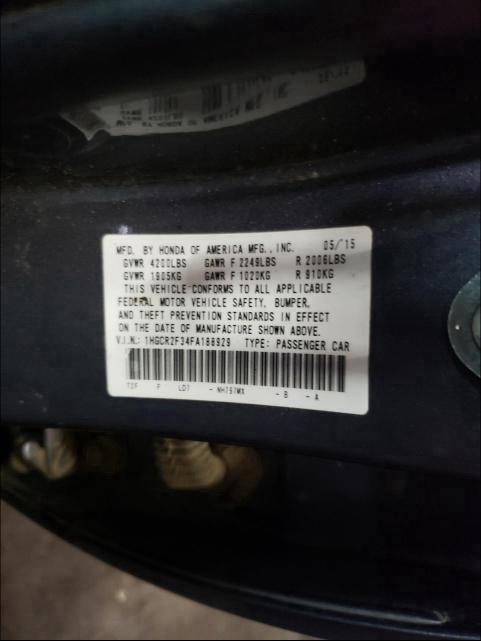 MFD. BY HONDA OF AMERICA MFG., INC. 05/'15
GVWR 4200LBS GAWR F 2249LBS R 2006LBS
GVWR 1905KG GAWR F 1020KG R 910KG
THIS VEHICLE CONFORMS TO ALL APPLICABLE
FEDERAL MOTOR VEHICLE SAFETY, BUMPER,
AND THEFT PREVENTION STANDARDS IN EFFECT
ON THE DATE OF MANUFACTURE SHOWN ABOVE.
V.I.N.: 1HGCR2F34FA188929 TYPE: PASSENGER CAR
T2F F LD7 - NH797MX - B - A